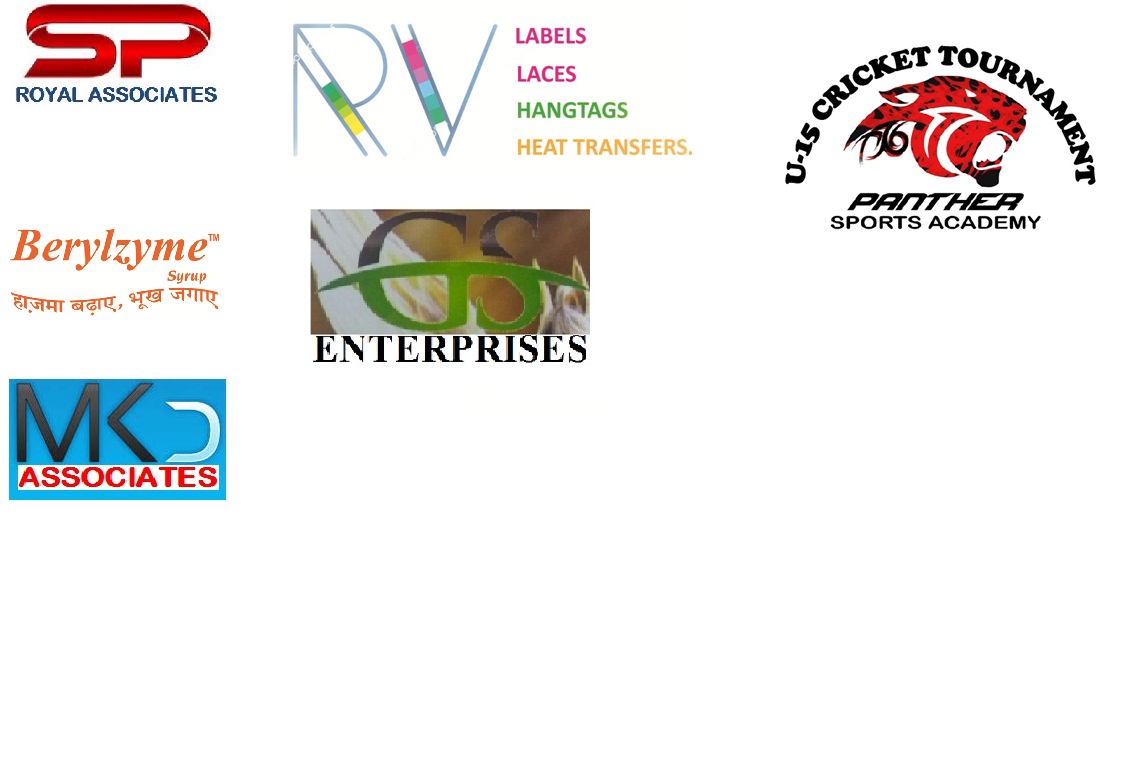 SP
ROYAL ASSOCIATES
RV
LABELS
LACES
HANGTAGS
HEAT TRANSFERS.
U-15 CRICKET TOURNAMENT
PANTHER
SPORTS ACADEMY
Berylzyme™
Syrup
हाज़मा बढ़ाए, भूख जगाए
GS
ENTERPRISES
MKD
ASSOCIATES